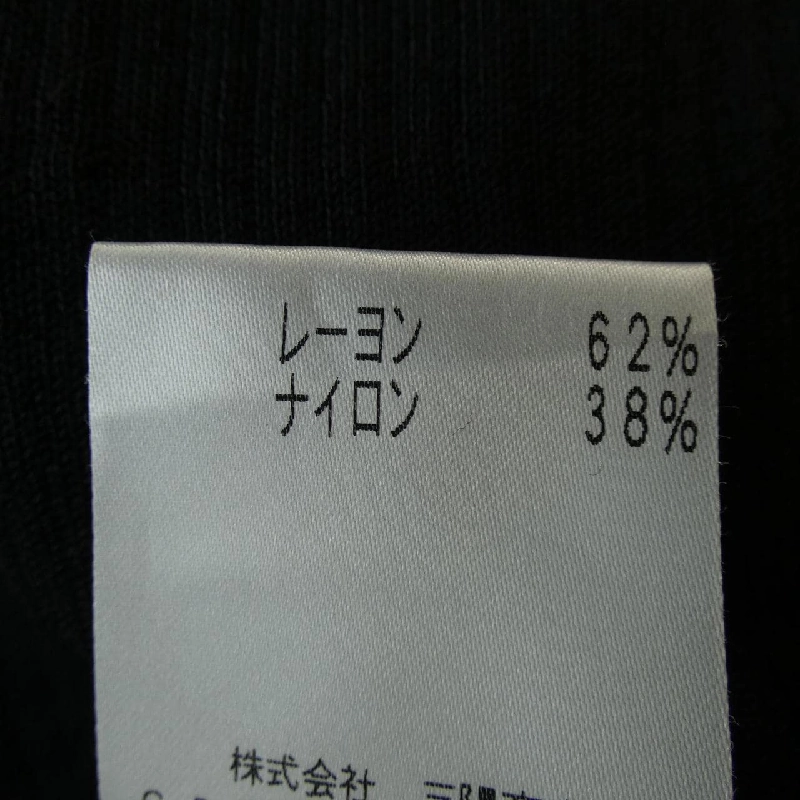 レーヨン 62%
ナイロン 38%
株式会社